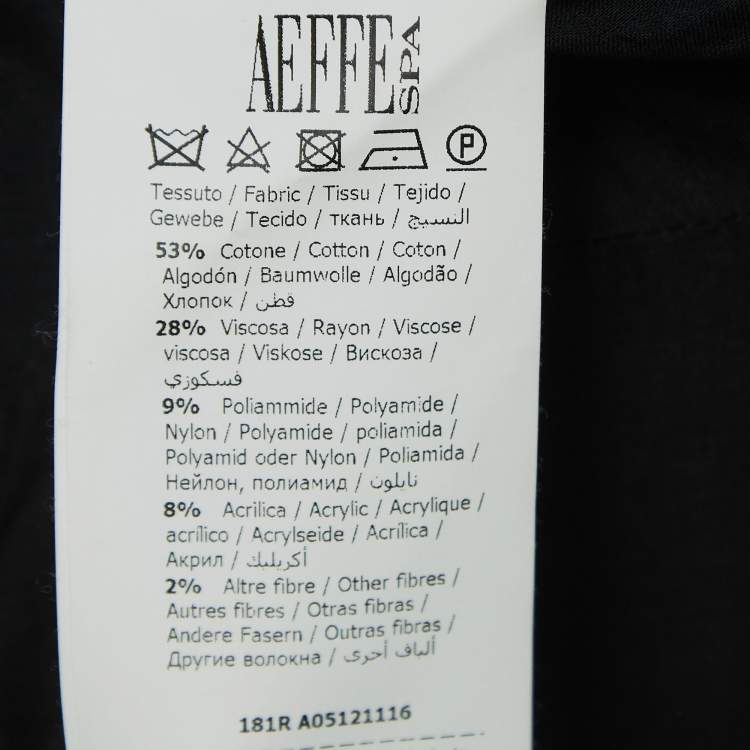 AEFFE SPA
P
Tessuto / Fabric / Tissu / Tejido /
Gewebe / Tecido / ткань / النسيج
53% Cotone / Cotton / Coton /
Algodón / Baumwolle / Algodão /
Хлопок / قطن
28% Viscosa / Rayon / Viscose /
viscosa / Viskose / Вискоза /
فسكوزي
9% Poliammide / Polyamide /
Nylon / Polyamide / poliamida /
Polyamid oder Nylon / Poliamida /
Нейлон, полиамид / نايلون
8% Acrilica / Acrylic / Acrylique /
acrílico / Acrylseide / Acrílica /
Акрил / أكريليك
2% Altre fibre / Other fibres /
Autres fibres / Otras fibras /
Andere Fasern / Outras fibras /
Другие волокна / ألياف أخرى
181R A05121116